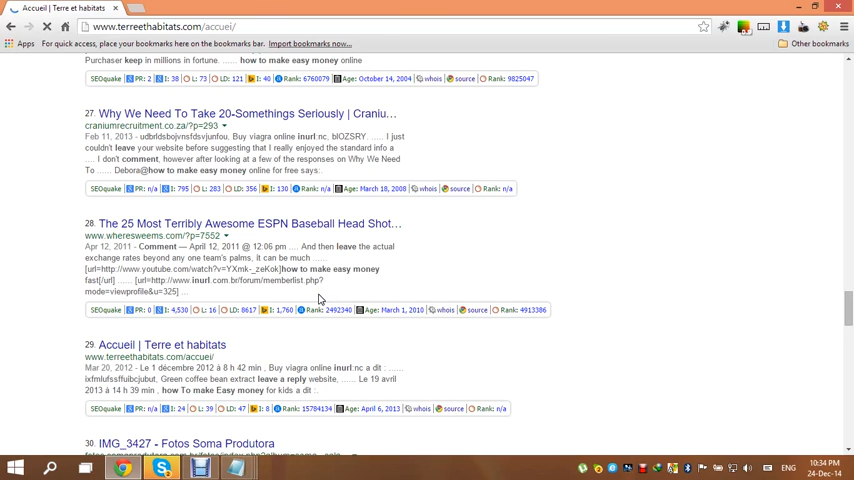 Accueil | Terre et habitats
www.terreethabitats.com/accuei/
Apps For quick access, place your bookmarks here on the bookmarks bar. Import bookmarks now... Other bookmarks
Purchaser keep in millions in fortune. ...... how to make easy money online
SEOquake PR: 2 I: 38 L: 73 LD: 121 I: 40 Rank: 6760079 Age: October 14, 2004 whois source Rank: 9825047
27. Why We Need To Take 20-Somethings Seriously | Craniu...
craniumrecruitment.co.za/?p=293
Feb 11, 2013 - udbrldsbojvnsfdsvjunfou, Buy viagra online inurl:nc, blOZSRY. ..... I just
couldn't leave your website before suggesting that I really enjoyed the standard info a
.... I don't comment, however after looking at a few of the responses on Why We Need
To ..... Debora@how to make easy money online for free says:.
SEOquake PR: n/a I: 795 L: 283 LD: 356 I: 130 Rank: n/a Age: March 18, 2008 whois source Rank: n/a
28. The 25 Most Terribly Awesome ESPN Baseball Head Shot...
www.wheresweems.com/?p=7552
Apr 12, 2011 - Comment — April 12, 2011 @ 12:06 pm .... And then leave the actual
exchange rates beyond any one team's palms, it can be much ......
[url=http://www.youtube.com/watch?v=YXmk-_zeKok]how to make easy money
fast[/url] ...... [url=http://www.inurl.com.br/forum/memberlist.php?
mode=viewprofile&u=325] ...
SEOquake PR: 0 I: 4,530 L: 16 LD: 8617 I: 1,760 Rank: 2492340 Age: March 1, 2010 whois source Rank: 4913386
29. Accueil | Terre et habitats
www.terreethabitats.com/accuei/
Mar 20, 2012 - Le 1 décembre 2012 à 8 h 42 min , Buy viagra online inurl:nc a dit : ......
ixfmlufssffuibcjubut, Green coffee bean extract leave a reply website, ...... Le 19 avril
2013 à 14 h 39 min , how To make Easy money for kids a dit :.
SEOquake PR: n/a I: 24 L: 39 LD: 47 I: 8 Rank: 15784134 Age: April 6, 2013 whois source Rank: n/a
30. IMG_3427 - Fotos Soma Produtora
ENG
10:34 PM
24-Dec-14